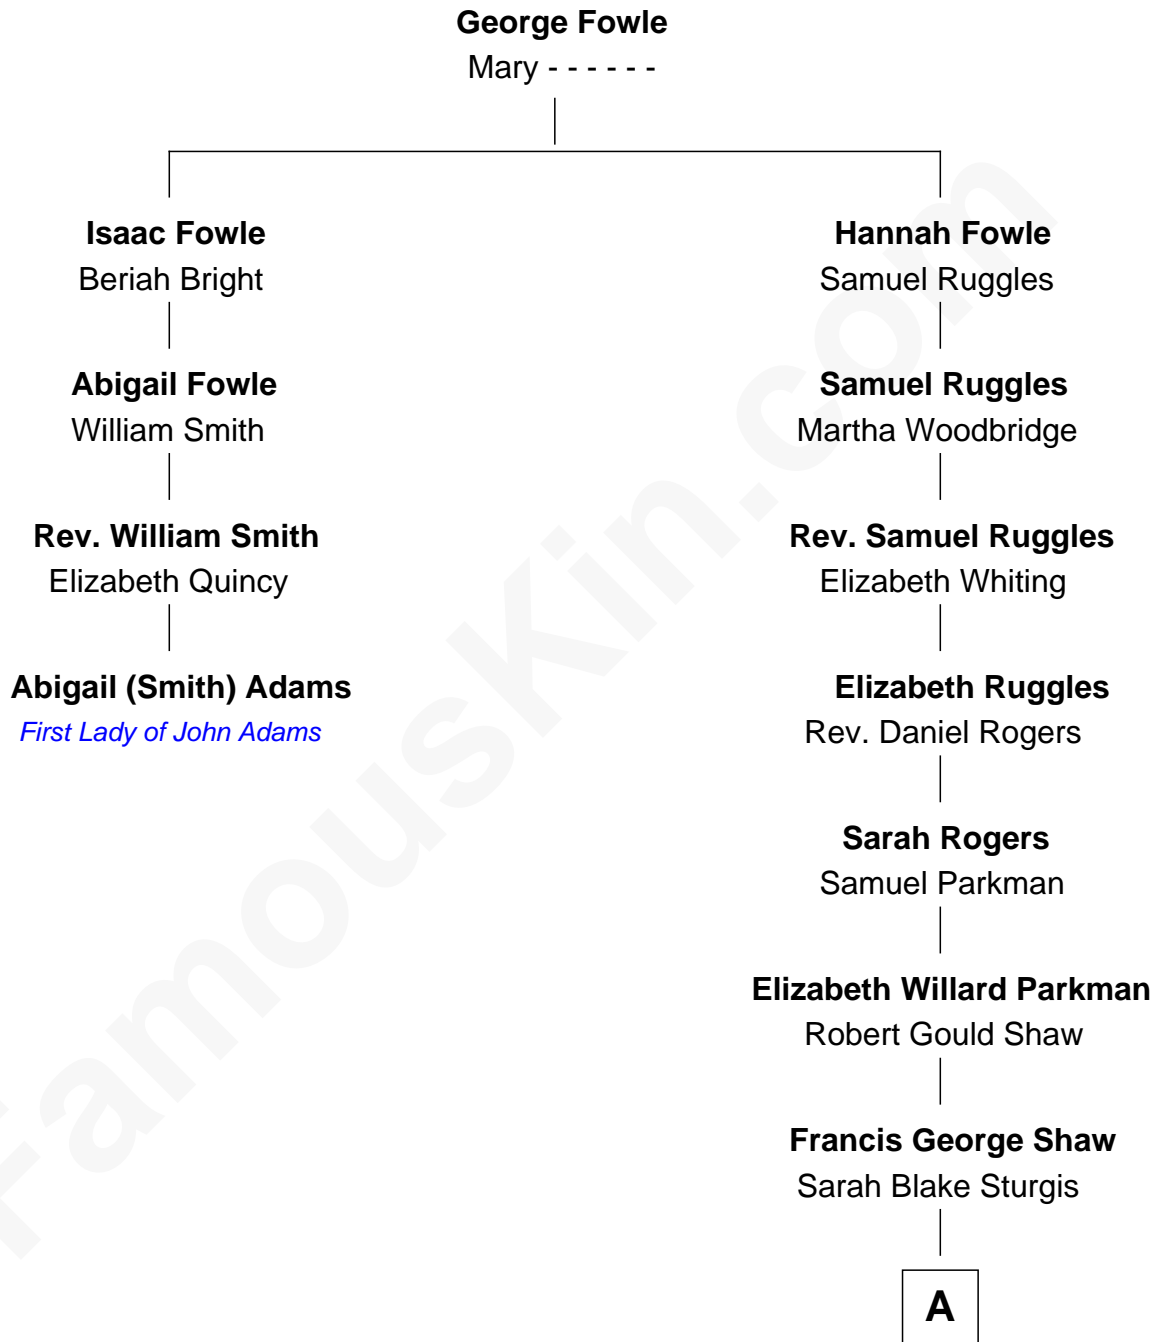 George Fowle
Mary - - - - - -
Isaac Fowle
Beriah Bright
Hannah Fowle
Samuel Ruggles
Abigail Fowle
William Smith
Samuel Ruggles
Martha Woodbridge
Rev. William Smith
Elizabeth Quincy
Rev. Samuel Ruggles
Elizabeth Whiting
Abigail (Smith) Adams
First Lady of John Adams
Elizabeth Ruggles
Rev. Daniel Rogers
Sarah Rogers
Samuel Parkman
Elizabeth Willard Parkman
Robert Gould Shaw
Francis George Shaw
Sarah Blake Sturgis
A
FamousKin.com